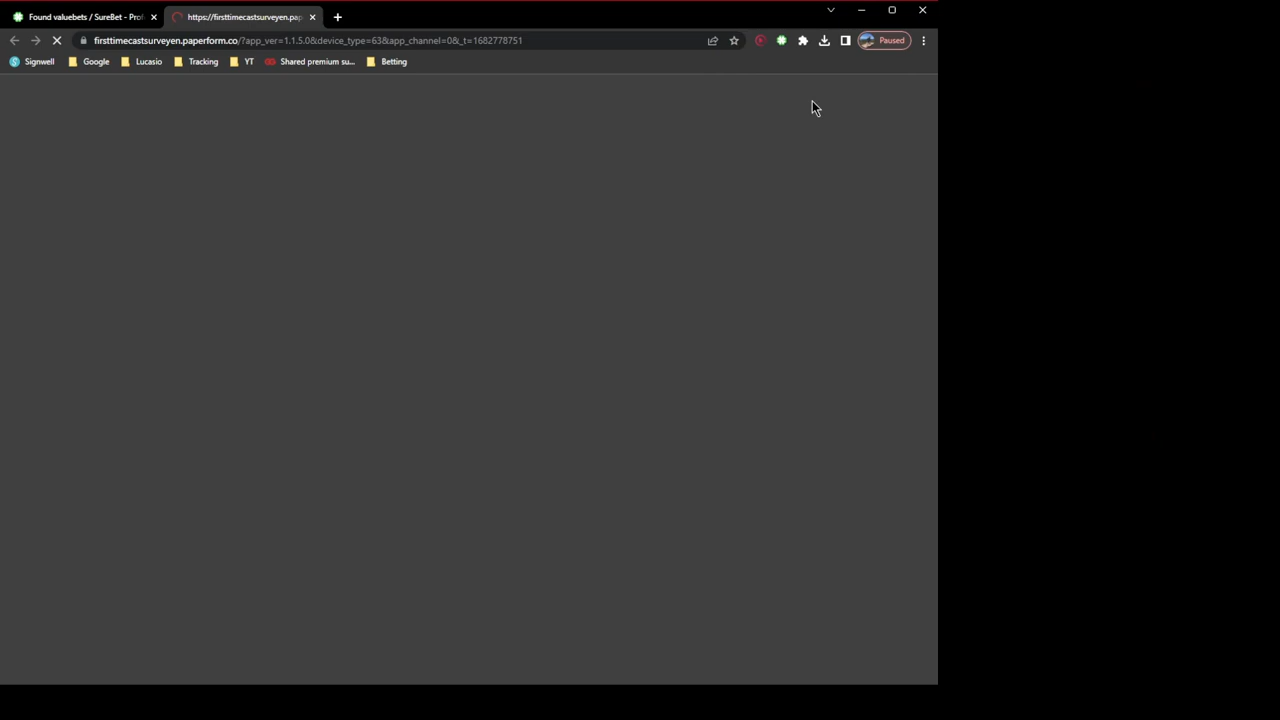 Found valuebets / SureBet - Prof
https://firsttimecastsurveyen.pap
firsttimecastsurveyen.paperform.co/?app_ver=1.1.5.0&device_type=63&app_channel=0&_t=1682778751
Paused
Signwell
Google
Lucasio
Tracking
YT
Shared premium su...
Betting